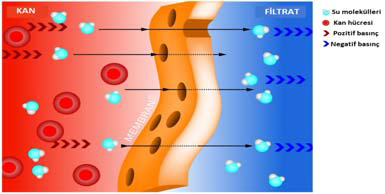 KAN
FİLTRAT
MEMBRAN
Su molekülleri
Kan hücresi
Pozitif basınç
Negatif basınç